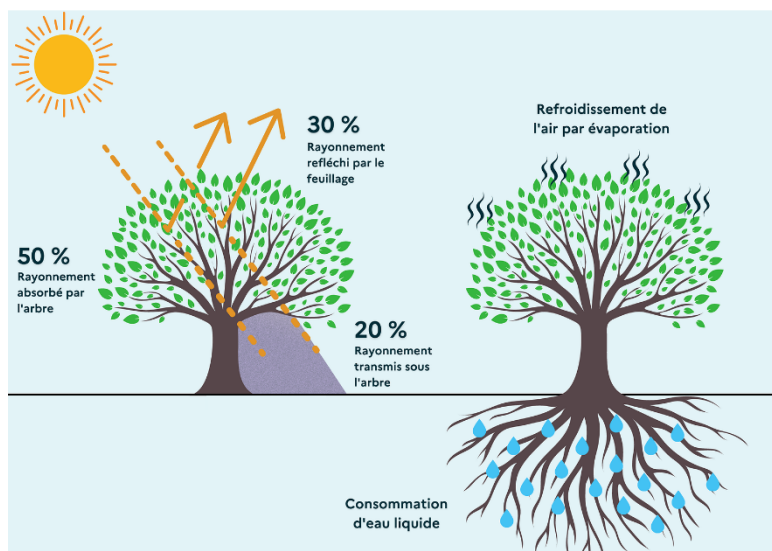 30 %
Rayonnement
refléchi par le
feuillage
50 %
Rayonnement
absorbé par
l'arbre
20 %
Rayonnement
transmis sous
l'arbre
Refroidissement de
l'air par évaporation
Consommation
d'eau liquide